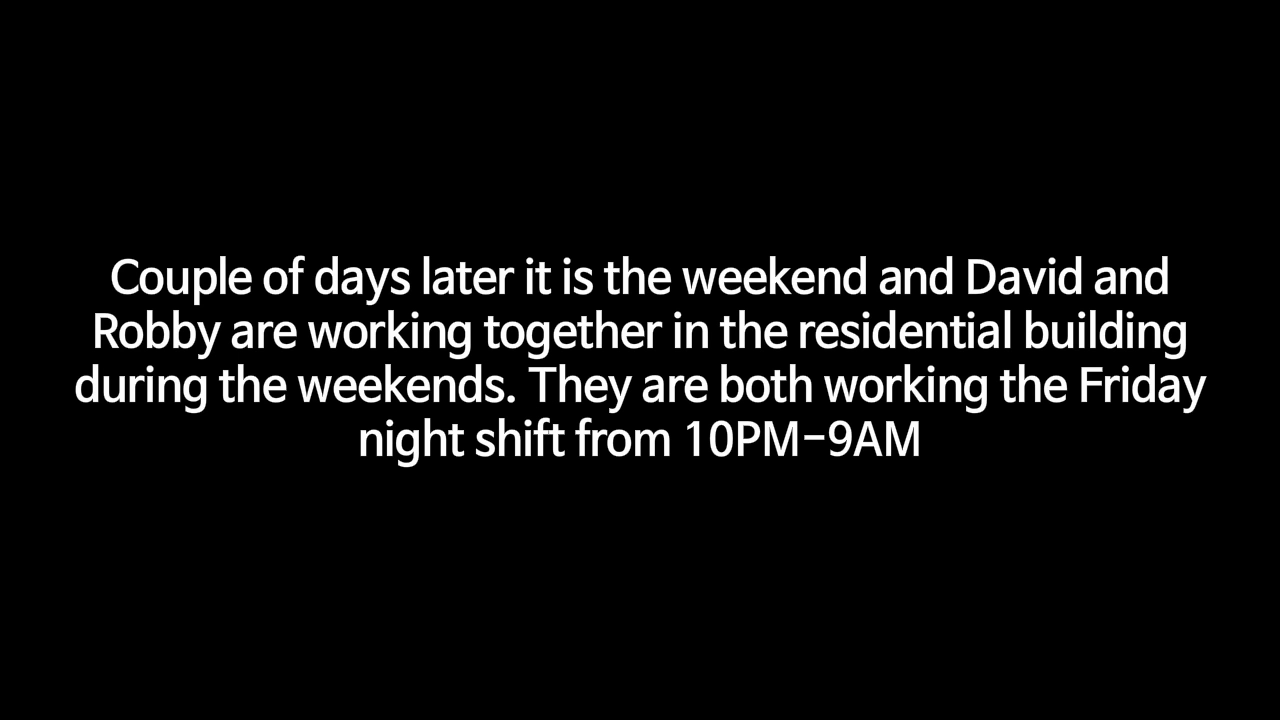 Couple of days later it is the weekend and David and
Robby are working together in the residential building
during the weekends. They are both working the Friday
night shift from 10PM-9AM